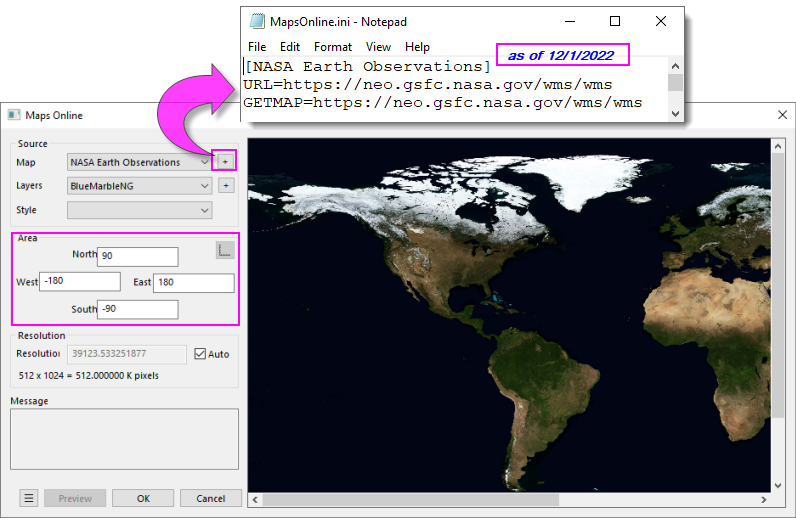 MapsOnline.ini - Notepad
File Edit Format View Help
as of 12/1/2022
[NASA Earth Observations]
URL=https://neo.gsfc.nasa.gov/wms/wms
GETMAP=https://neo.gsfc.nasa.gov/wms/wms
Maps Online
Source
Map NASA Earth Observations +
Layers BlueMarbleNG +
Style
Area
North 90
West -180 East 180
South -90
Resolution
Resolution 39123.533251877 Auto
512 x 1024 = 512.000000 K pixels
Message
Preview OK Cancel